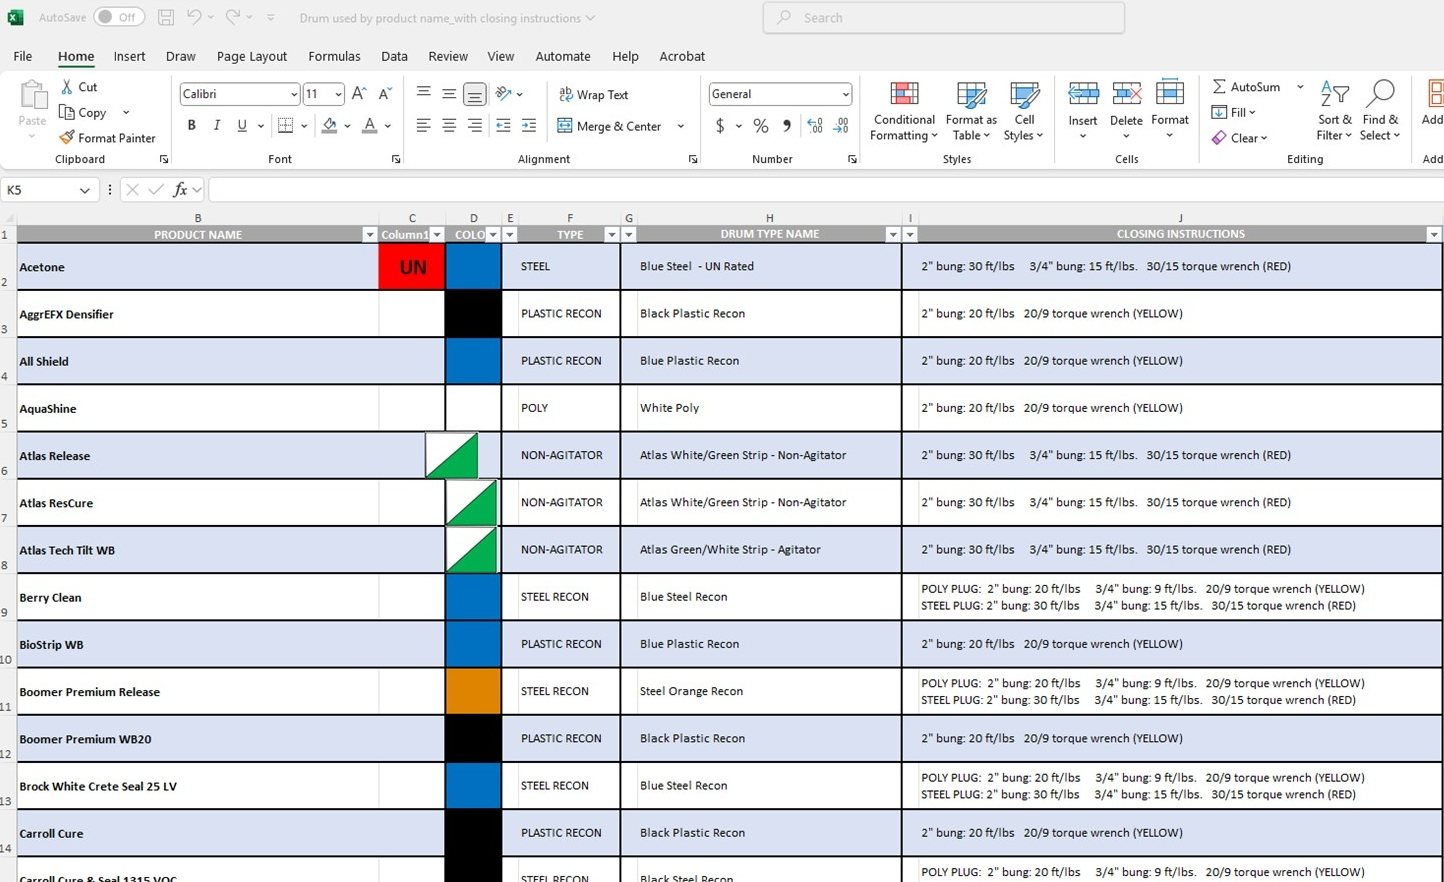 AutoSave Off Drum used by product name_with closing instructions Search
File Home Insert Draw Page Layout Formulas Data Review View Automate Help Acrobat
Paste
Cut
Copy
Format Painter
Clipboard
Calibri 11 A A
B I U A
Font
Wrap Text
Merge & Center
Alignment
General
$ % 9
Number
Conditional Formatting
Format as Table
Cell Styles
Styles
Insert Delete Format
Cells
AutoSum
Fill
Clear
Sort & Filter
Find & Select
Editing
Add
Add
K5 fx
B C D E F G H I J
1 PRODUCT NAME Column1 COLO TYPE DRUM TYPE NAME CLOSING INSTRUCTIONS
2 Acetone UN STEEL Blue Steel - UN Rated 2" bung: 30 ft/lbs 3/4" bung: 15 ft/lbs. 30/15 torque wrench (RED)
3 AggrEFX Densifier PLASTIC RECON Black Plastic Recon 2" bung: 20 ft/lbs 20/9 torque wrench (YELLOW)
4 All Shield PLASTIC RECON Blue Plastic Recon 2" bung: 20 ft/lbs 20/9 torque wrench (YELLOW)
5 AquaShine POLY White Poly 2" bung: 20 ft/lbs 20/9 torque wrench (YELLOW)
6 Atlas Release NON-AGITATOR Atlas White/Green Strip - Non-Agitator 2" bung: 30 ft/lbs 3/4" bung: 15 ft/lbs. 30/15 torque wrench (RED)
7 Atlas ResCure NON-AGITATOR Atlas White/Green Strip - Non-Agitator 2" bung: 30 ft/lbs 3/4" bung: 15 ft/lbs. 30/15 torque wrench (RED)
8 Atlas Tech Tilt WB NON-AGITATOR Atlas Green/White Strip - Agitator 2" bung: 30 ft/lbs 3/4" bung: 15 ft/lbs. 30/15 torque wrench (RED)
9 Berry Clean STEEL RECON Blue Steel Recon POLY PLUG: 2" bung: 20 ft/lbs 3/4" bung: 9 ft/lbs. 20/9 torque wrench (YELLOW)
STEEL PLUG: 2" bung: 30 ft/lbs 3/4" bung: 15 ft/lbs. 30/15 torque wrench (RED)
10 BioStrip WB PLASTIC RECON Blue Plastic Recon 2" bung: 20 ft/lbs 20/9 torque wrench (YELLOW)
11 Boomer Premium Release STEEL RECON Steel Orange Recon POLY PLUG: 2" bung: 20 ft/lbs 3/4" bung: 9 ft/lbs. 20/9 torque wrench (YELLOW)
STEEL PLUG: 2" bung: 30 ft/lbs 3/4" bung: 15 ft/lbs. 30/15 torque wrench (RED)
12 Boomer Premium WB20 PLASTIC RECON Black Plastic Recon 2" bung: 20 ft/lbs 20/9 torque wrench (YELLOW)
13 Brock White Crete Seal 25 LV STEEL RECON Blue Steel Recon POLY PLUG: 2" bung: 20 ft/lbs 3/4" bung: 9 ft/lbs. 20/9 torque wrench (YELLOW)
STEEL PLUG: 2" bung: 30 ft/lbs 3/4" bung: 15 ft/lbs. 30/15 torque wrench (RED)
14 Carroll Cure PLASTIC RECON Black Plastic Recon 2" bung: 20 ft/lbs 20/9 torque wrench (YELLOW)
Carroll Cure & Seal 1315 VOC STEEL RECON Black Steel Recon POLY PLUG: 2" bung: 20 ft/lbs 3/4" bung: 9 ft/lbs. 20/9 torque wrench (YELLOW)